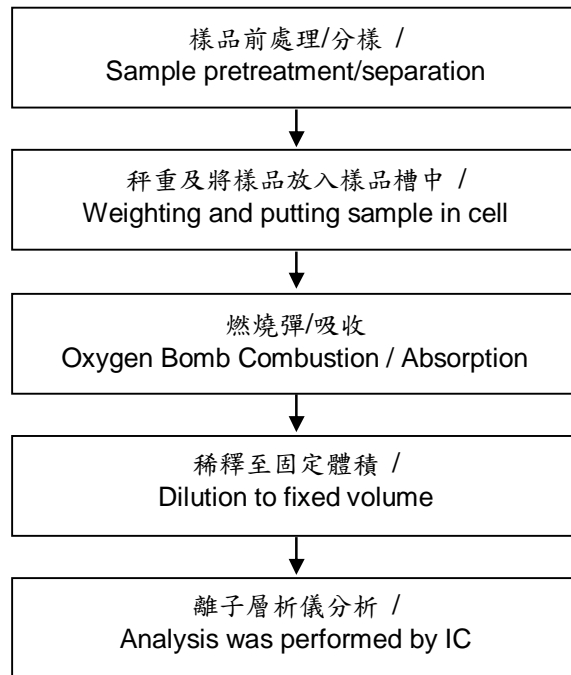 樣品前處理/分樣 /
Sample pretreatment/separation
秤重及將樣品放入樣品槽中 /
Weighting and putting sample in cell
燃燒彈/吸收
Oxygen Bomb Combustion / Absorption
稀釋至固定體積 /
Dilution to fixed volume
離子層析儀分析 /
Analysis was performed by IC